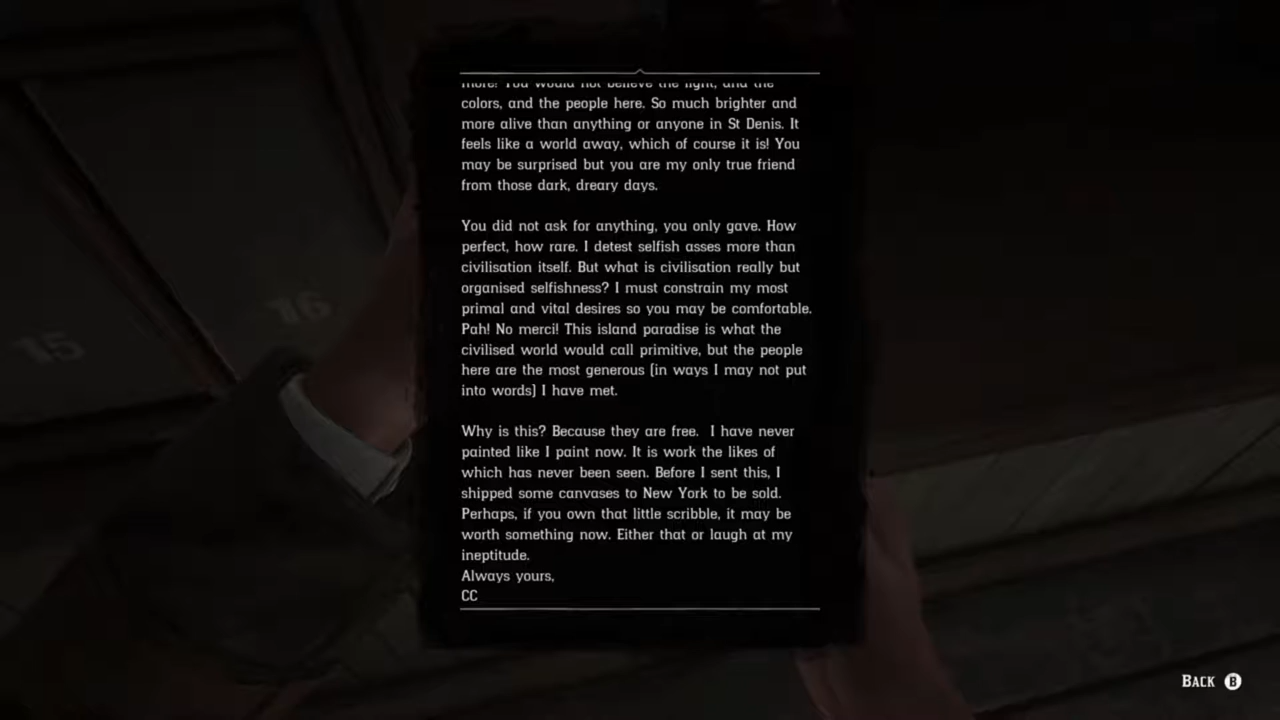 more! You would not believe the light, and the
colors, and the people here. So much brighter and
more alive than anything or anyone in St Denis. It
feels like a world away, which of course it is! You
may be surprised but you are my only true friend
from those dark, dreary days.
You did not ask for anything, you only gave. How
perfect, how rare. I detest selfish asses more than
civilisation itself. But what is civilisation really but
organised selfishness? I must constrain my most
primal and vital desires so you may be comfortable.
Pah! No merci! This island paradise is what the
civilised world would call primitive, but the people
here are the most generous (in ways I may not put
into words) I have met.
Why is this? Because they are free.  I have never
painted like I paint now. It is work the likes of
which has never been seen. Before I sent this, I
shipped some canvases to New York to be sold.
Perhaps, if you own that little scribble, it may be
worth something now. Either that or laugh at my
ineptitude.
Always yours,
CC
15
16
BACK B